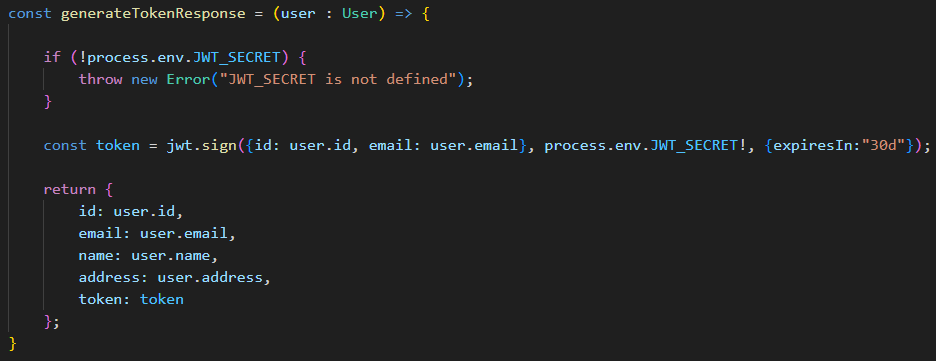 const generateTokenResponse = (user : User) => {
if (!process.env.JWT_SECRET) {
throw new Error("JWT_SECRET is not defined");
}
const token = jwt.sign({id: user.id, email: user.email}, process.env.JWT_SECRET!, {expiresIn:"30d"});
return {
id: user.id,
email: user.email,
name: user.name,
address: user.address,
token: token
};
}